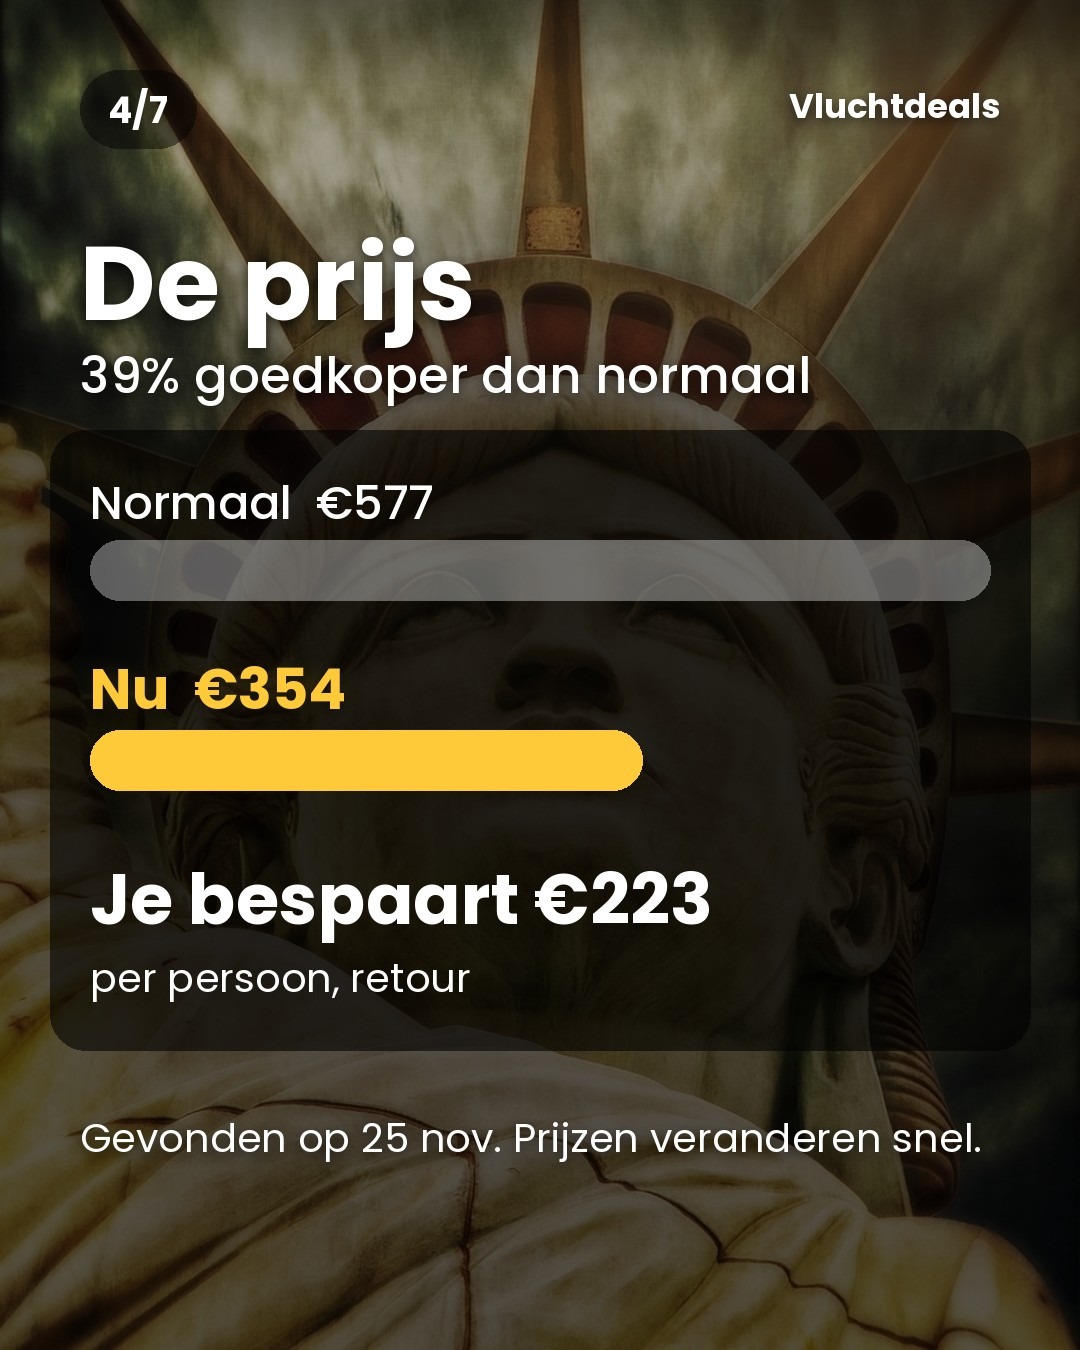 4/7
Vluchtdeals
De prijs
39% goedkoper dan normaal
Normaal €577
Nu €354
Je bespaart €223
per persoon, retour
Gevonden op 25 nov. Prijzen veranderen snel.